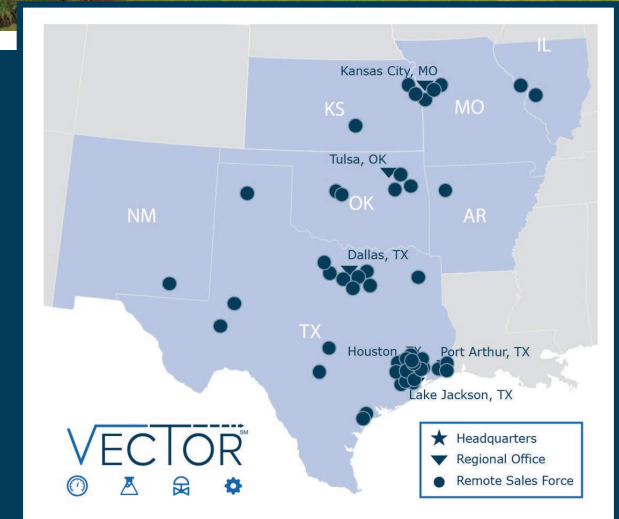 IL
Kansas City, MO
KS
MO
Tulsa, OK
OK
NM
AR
Dallas, TX
TX
Houston, TX
Port Arthur, TX
Lake Jackson, TX
VECTOR SM
Headquarters
Regional Office
Remote Sales Force